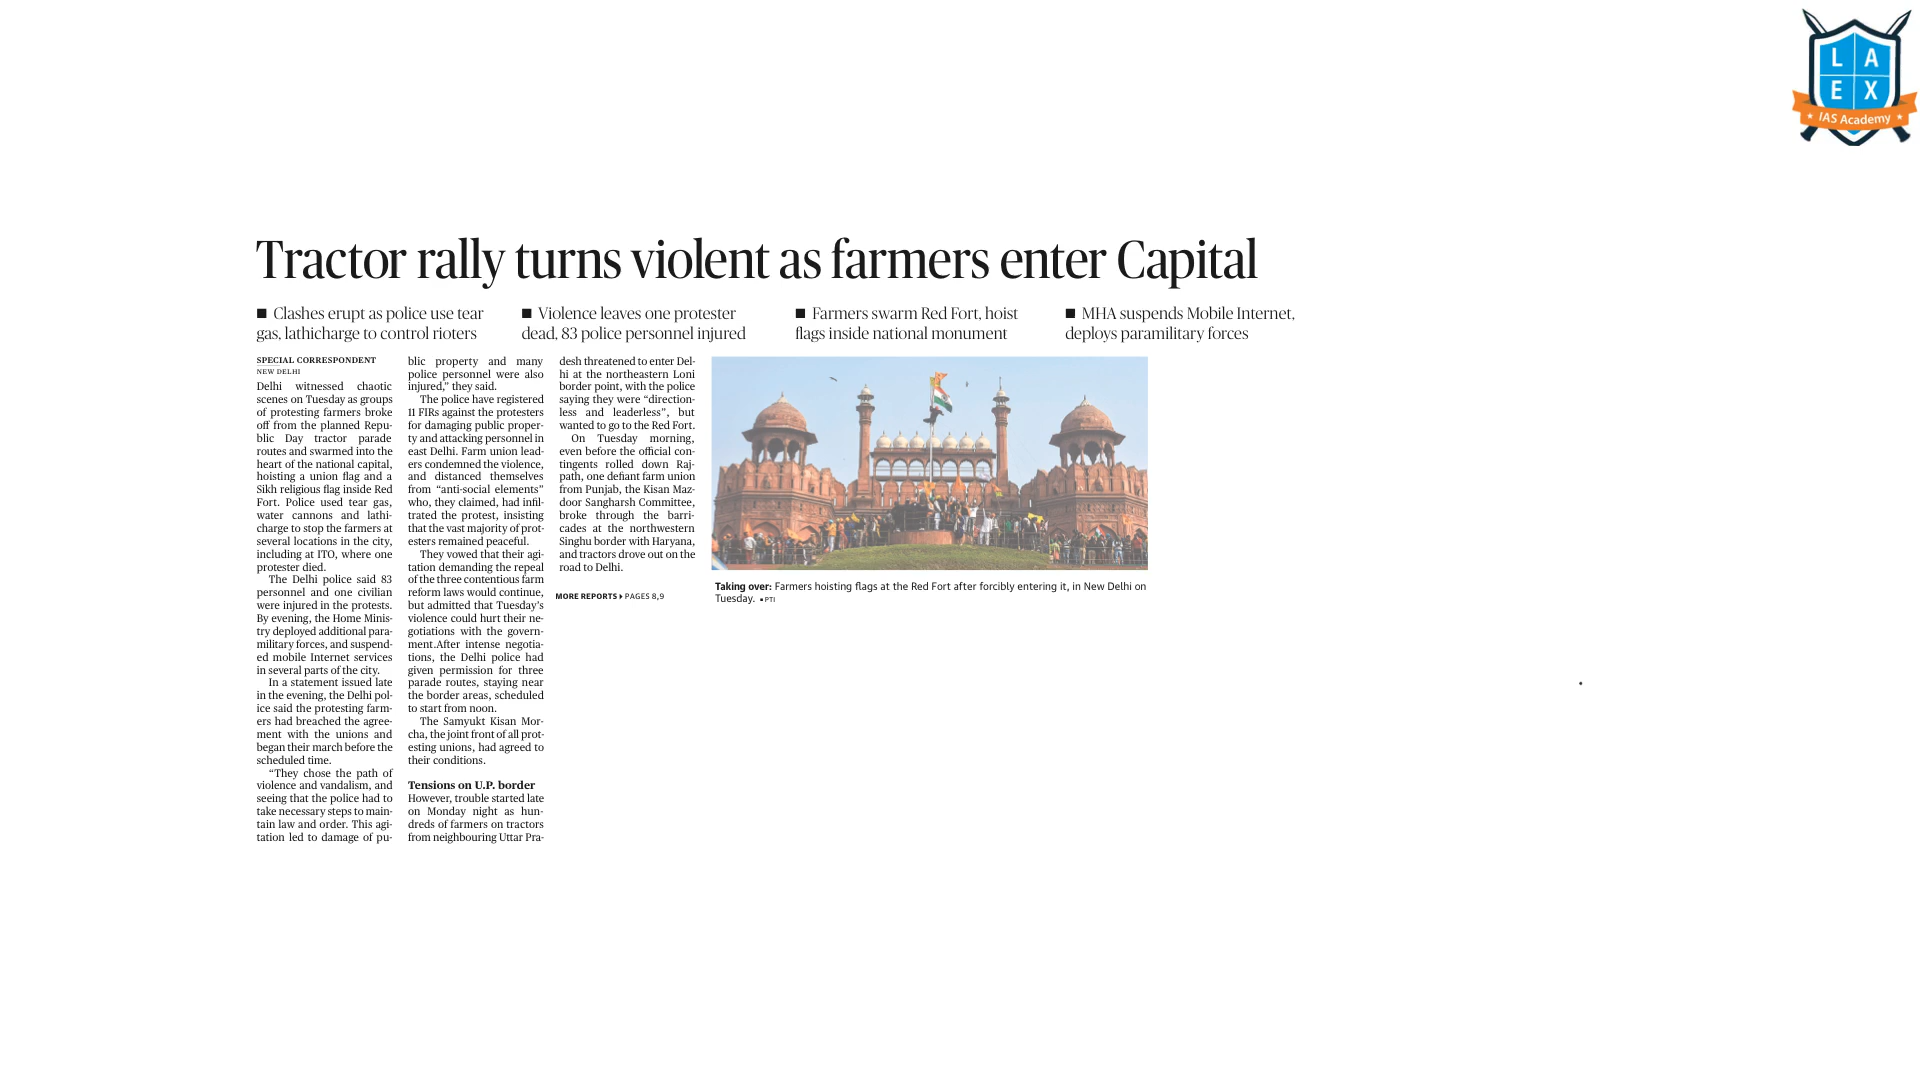 L A
E X
IAS Academy
Tractor rally turns violent as farmers enter Capital
■ Clashes erupt as police use tear
gas, lathicharge to control rioters
■ Violence leaves one protester
dead, 83 police personnel injured
■ Farmers swarm Red Fort, hoist
flags inside national monument
■ MHA suspends Mobile Internet,
deploys paramilitary forces
SPECIAL CORRESPONDENT
NEW DELHI
Delhi witnessed chaotic
scenes on Tuesday as groups
of protesting farmers broke
off from the planned Repu-
blic Day tractor parade
routes and swarmed into the
heart of the national capital,
hoisting a union flag and a
Sikh religious flag inside Red
Fort. Police used tear gas,
water cannons and lathi-
charge to stop the farmers at
several locations in the city,
including at ITO, where one
protester died.
The Delhi police said 83
personnel and one civilian
were injured in the protests.
By evening, the Home Minis-
try deployed additional para-
military forces, and suspend-
ed mobile Internet services
in several parts of the city.
In a statement issued late
in the evening, the Delhi pol-
ice said the protesting farm-
ers had breached the agree-
ment with the unions and
began their march before the
scheduled time.
“They chose the path of
violence and vandalism, and
seeing that the police had to
take necessary steps to main-
tain law and order. This agi-
tation led to damage of pu-
blic property and many
police personnel were also
injured,” they said.
The police have registered
11 FIRs against the protesters
for damaging public proper-
ty and attacking personnel in
east Delhi. Farm union lead-
ers condemned the violence,
and distanced themselves
from “anti-social elements”
who, they claimed, had infil-
trated the protest, insisting
that the vast majority of prot-
esters remained peaceful.
They vowed that their agi-
tation demanding the repeal
of the three contentious farm
reform laws would continue,
but admitted that Tuesday’s
violence could hurt their ne-
gotiations with the govern-
ment.After intense negotia-
tions, the Delhi police had
given permission for three
parade routes, staying near
the border areas, scheduled
to start from noon.
The Samyukt Kisan Mor-
cha, the joint front of all prot-
esting unions, had agreed to
their conditions.
Tensions on U.P. border
However, trouble started late
on Monday night as hun-
dreds of farmers on tractors
from neighbouring Uttar Pra-
desh threatened to enter Del-
hi at the northeastern Loni
border point, with the police
saying they were “direction-
less and leaderless”, but
wanted to go to the Red Fort.
On Tuesday morning,
even before the official con-
tingents rolled down Raj-
path, one defiant farm union
from Punjab, the Kisan Maz-
door Sangharsh Committee,
broke through the barri-
cades at the northwestern
Singhu border with Haryana,
and tractors drove out on the
road to Delhi.
MORE REPORTS ▸ PAGES 8,9
Taking over: Farmers hoisting flags at the Red Fort after forcibly entering it, in New Delhi on
Tuesday. ▪ PTI